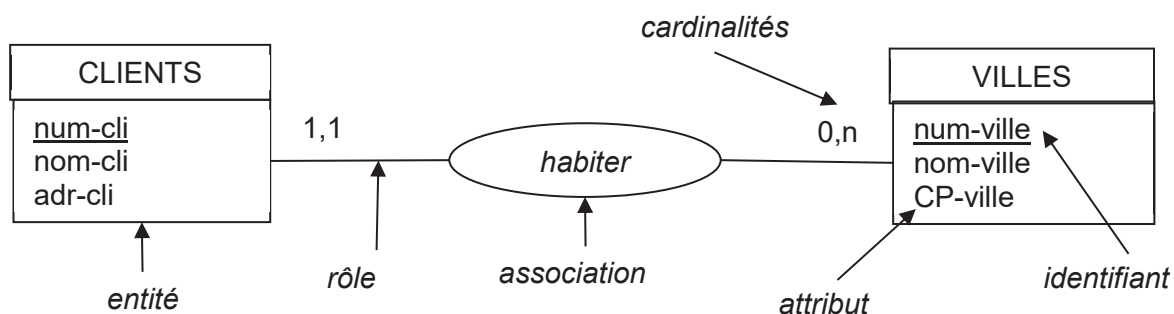 cardinalités
CLIENTS
num-cli
nom-cli
adr-cli
1,1
habiter
0,n
VILLES
num-ville
nom-ville
CP-ville
entité
rôle
association
attribut
identifiant